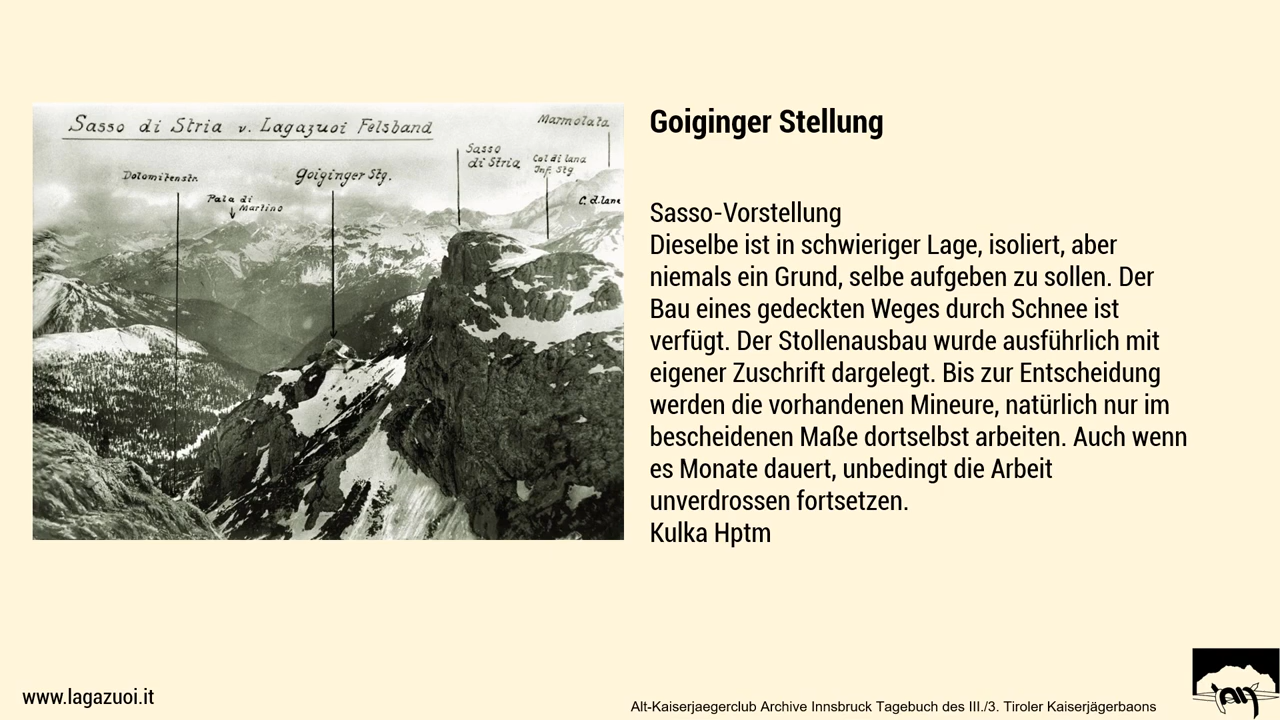 Sasso di Stria v. Lagazuoi Felsband
Marmolata
Sasso
di Stria
Col di lana
Inf. Stg
Dolomitenstr.
Goiginger Stg.
Pala di
Martino
C. d. lana
Goiginger Stellung
Sasso-Vorstellung
Dieselbe ist in schwieriger Lage, isoliert, aber
niemals ein Grund, selbe aufgeben zu sollen. Der
Bau eines gedeckten Weges durch Schnee ist
verfügt. Der Stollenausbau wurde ausführlich mit
eigener Zuschrift dargelegt. Bis zur Entscheidung
werden die vorhandenen Mineure, natürlich nur im
bescheidenen Maße dortselbst arbeiten. Auch wenn
es Monate dauert, unbedingt die Arbeit
unverdrossen fortsetzen.
Kulka Hptm
www.lagazuoi.it
Alt-Kaiserjaegerclub Archive Innsbruck Tagebuch des III./3. Tiroler Kaiserjägerbaons